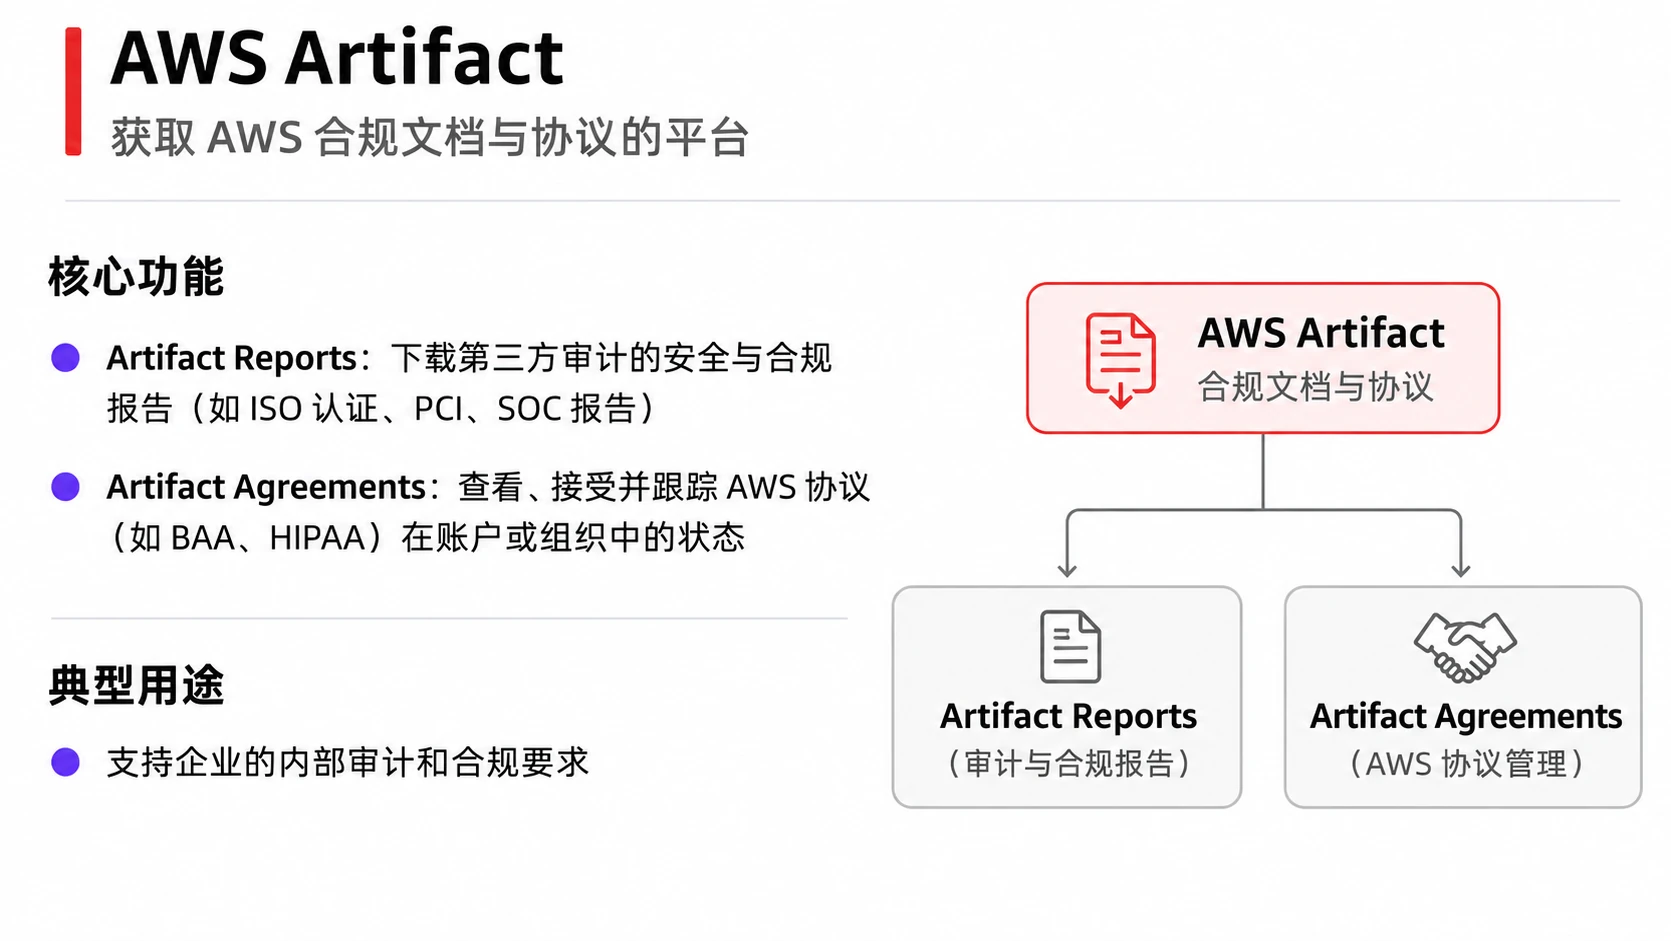 AWS Artifact
获取 AWS 合规文档与协议的平台
核心功能
Artifact Reports：下载第三方审计的安全与合规
报告（如 ISO 认证、PCI、SOC 报告）
Artifact Agreements：查看、接受并跟踪 AWS 协议
（如 BAA、HIPAA）在账户或组织中的状态
典型用途
支持企业的内部审计和合规要求
AWS Artifact
合规文档与协议
Artifact Reports
（审计与合规报告）
Artifact Agreements
（AWS 协议管理）